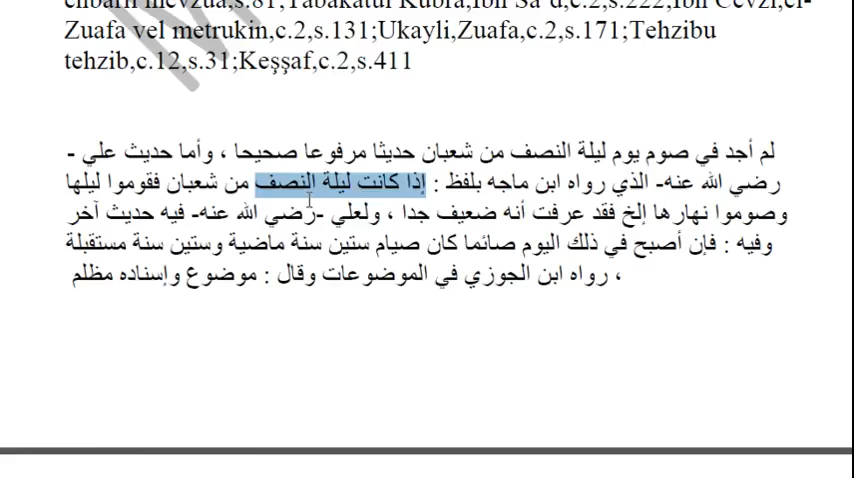 Zuafa vel metrukin,c.2,s.131;Ukayli,Zuafa,c.2,s.171;Tehzibu
tehzib,c.12,s.31;Keşşaf,c.2,s.411
لم أجد في صوم يوم ليلة النصف من شعبان حديثا مرفوعا صحيحا ، وأما حديث علي -
رضي الله عنه- الذي رواه ابن ماجه بلفظ : إذا كانت ليلة النصف من شعبان فقوموا ليلها
وصوموا نهارها إلخ فقد عرفت أنه ضعيف جدا ، ولعلي -رضي الله عنه- فيه حديث آخر
وفيه : فإن أصبح في ذلك اليوم صائما كان صيام ستين سنة ماضية وستين سنة مستقبلة
، رواه ابن الجوزي في الموضوعات وقال : موضوع وإسناده مظلم